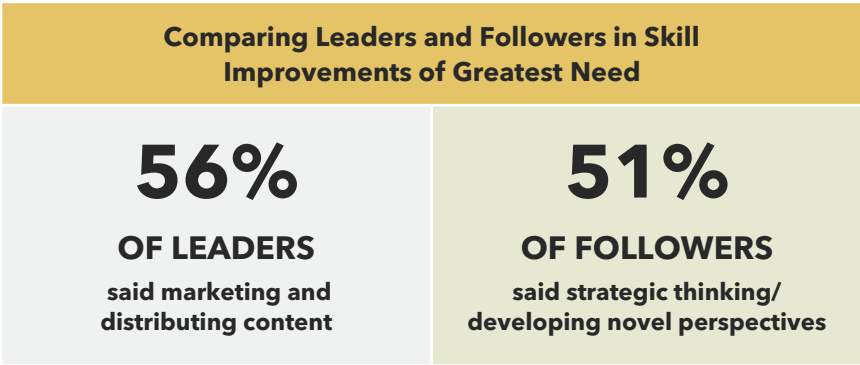 Comparing Leaders and Followers in Skill
Improvements of Greatest Need
56%
OF LEADERS
said marketing and
distributing content
51%
OF FOLLOWERS
said strategic thinking/
developing novel perspectives